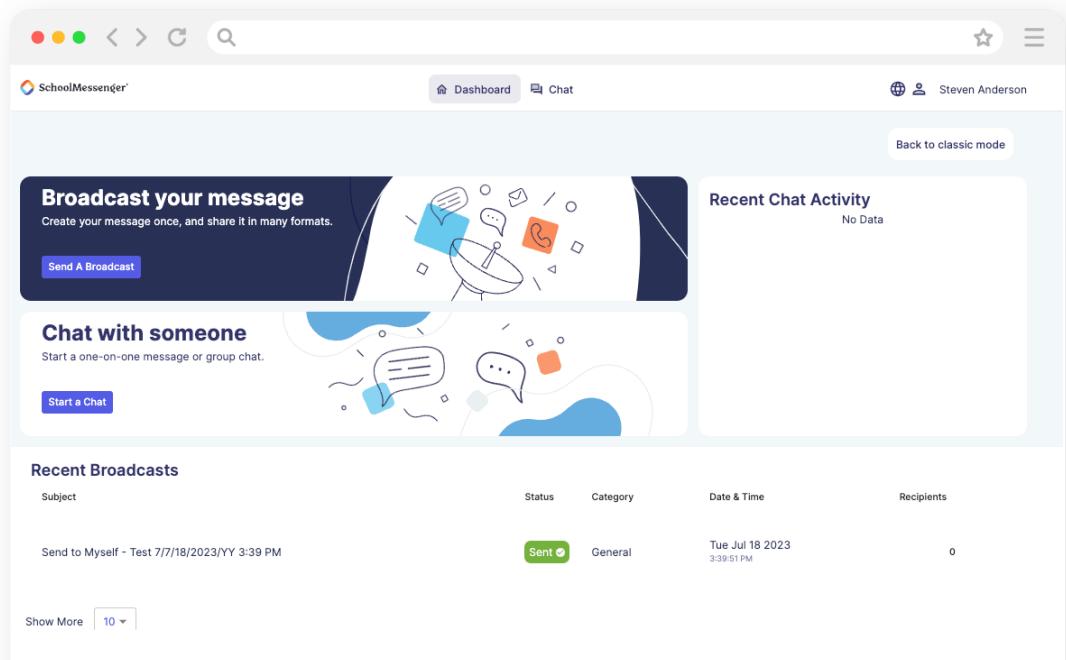 SchoolMessenger
Dashboard
Chat
Steven Anderson
Back to classic mode
Broadcast your message
Create your message once, and share it in many formats.
Send A Broadcast
Recent Chat Activity
No Data
Chat with someone
Start a one-on-one message or group chat.
Start a Chat
Recent Broadcasts
Subject Status Category Date & Time Recipients
Send to Myself - Test 7/7/18/2023/YY 3:39 PM Sent General Tue Jul 18 2023 0
3:39:51 PM
Show More 10